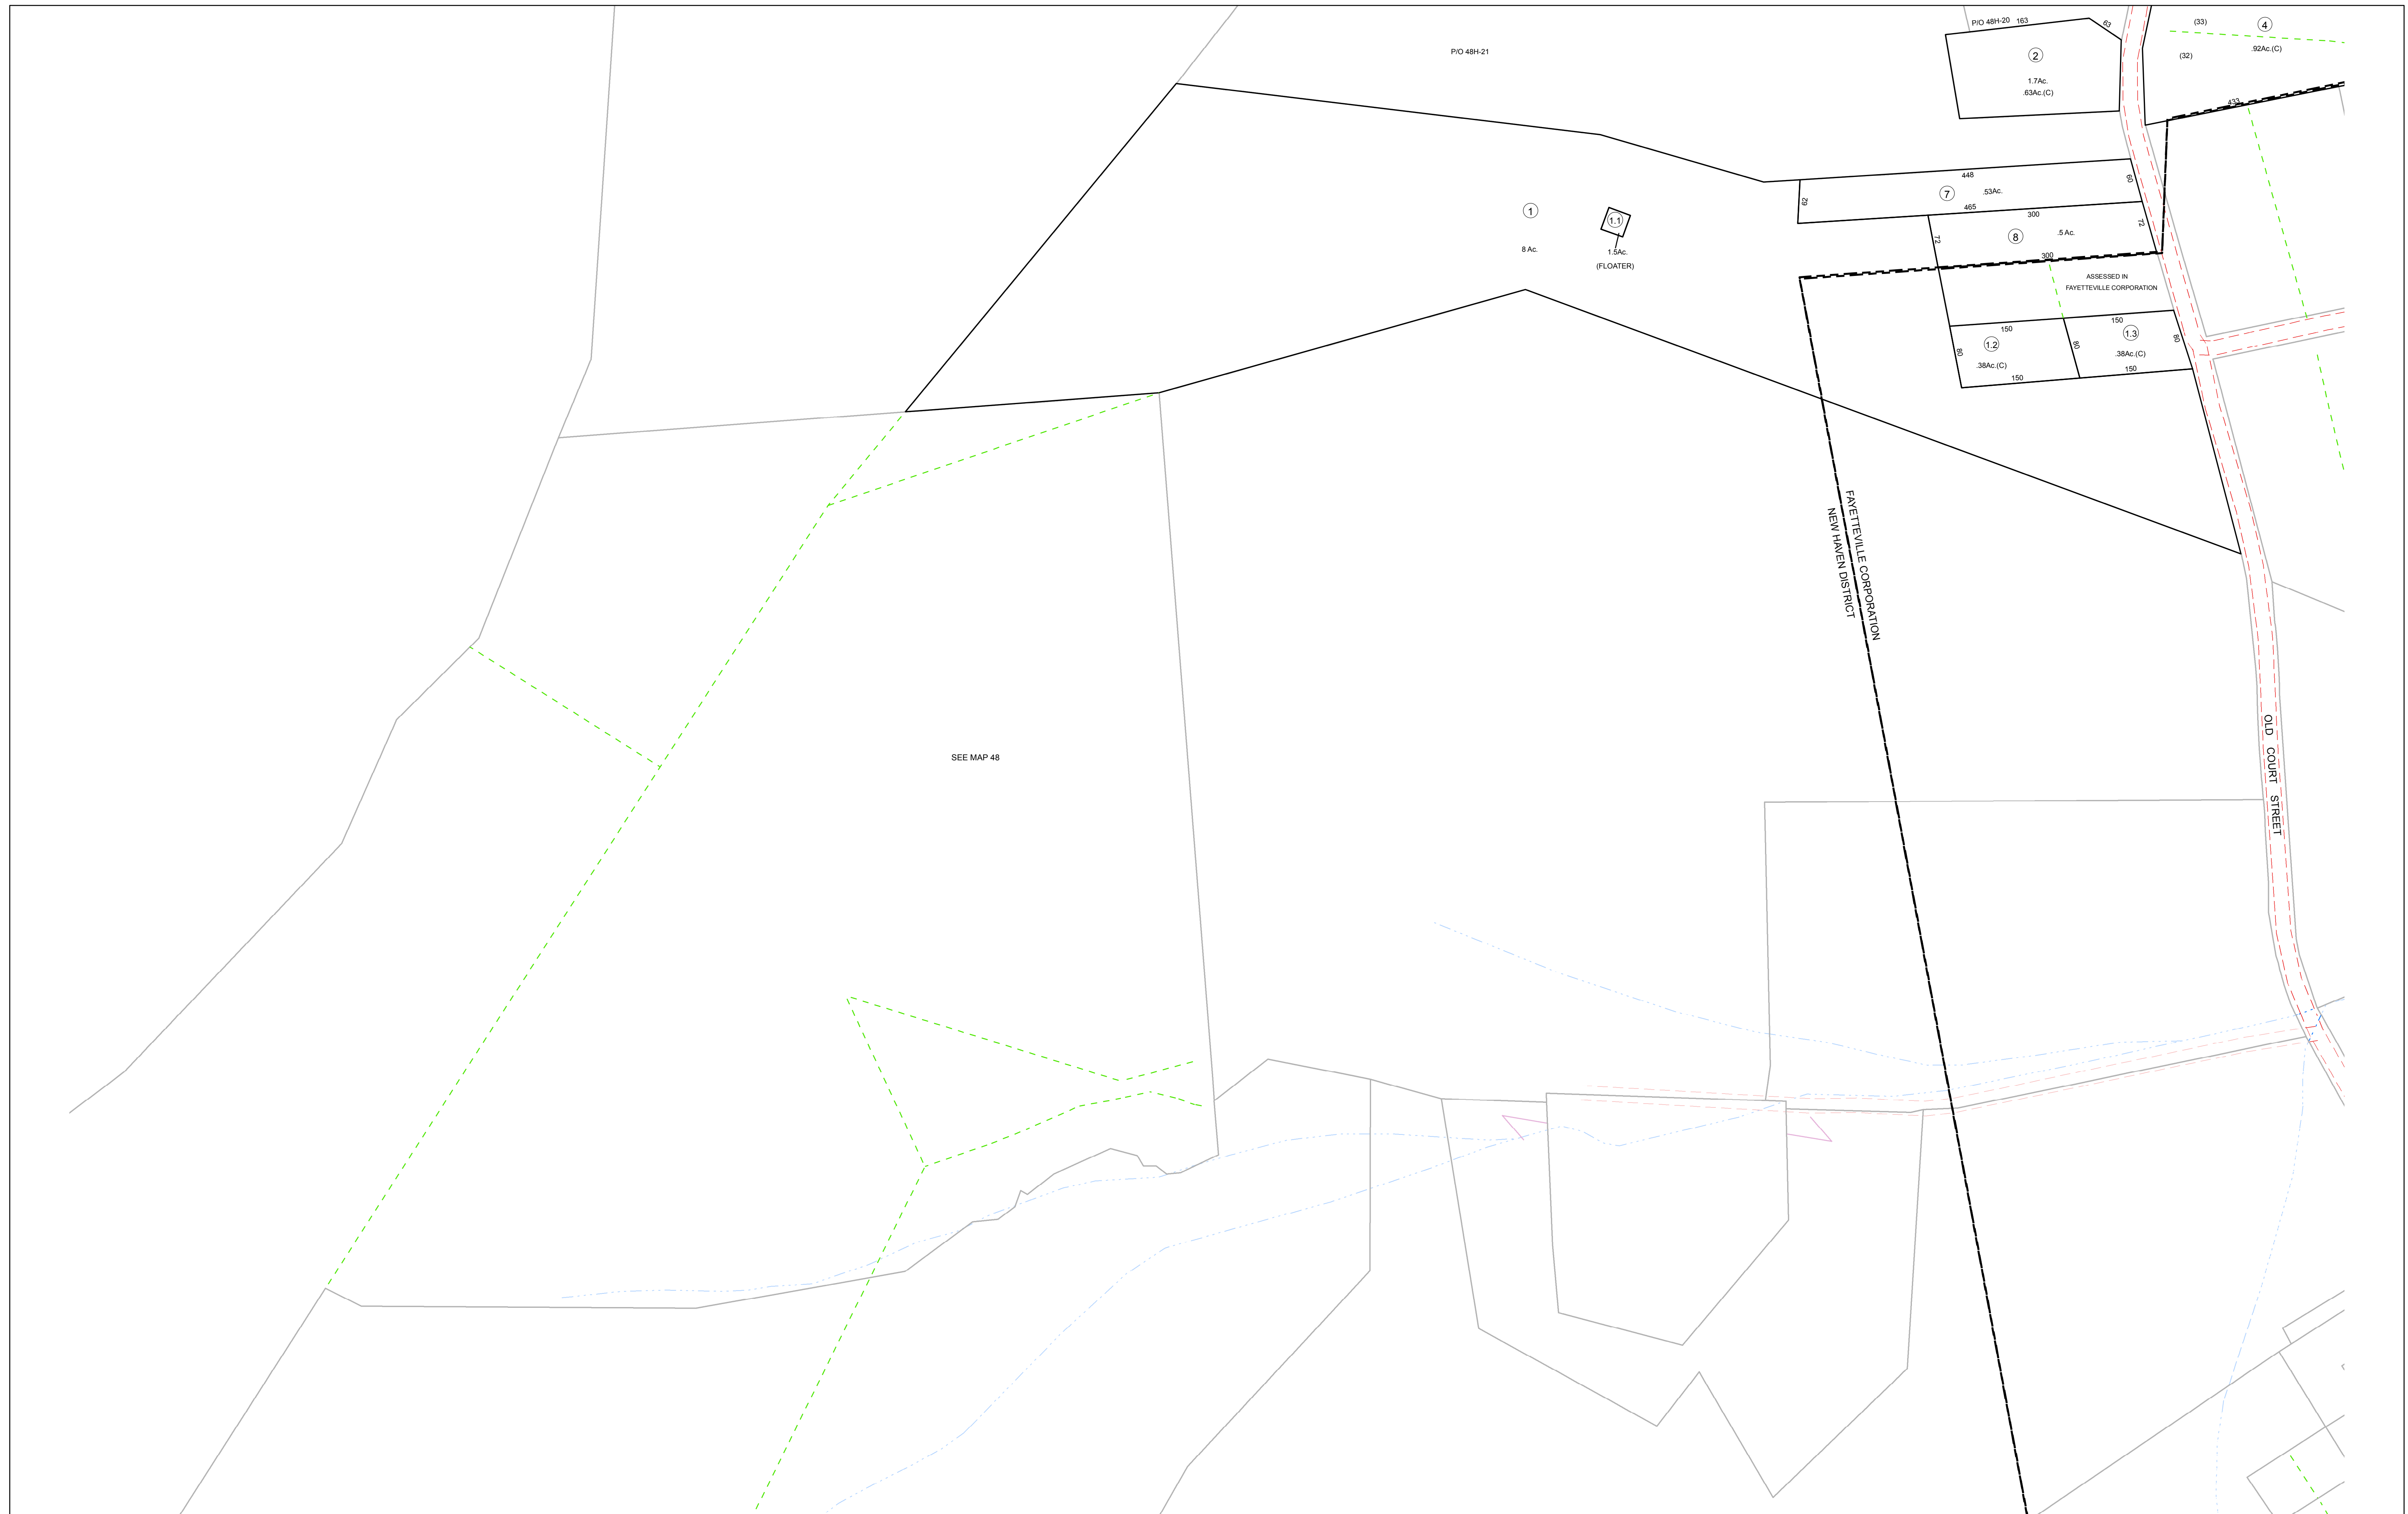 P/O 48H-20
163
63
(33)
4
.92Ac.(C)
(32)
P/O 48H-21
2
1.7Ac.
.63Ac.(C)
433
448
60
7
.53Ac.
62
465
300
72
1
1.1
8
.5 Ac.
72
8 Ac.
1.5Ac.
(FLOATER)
300
ASSESSED IN
FAYETTEVILLE CORPORATION
150
150
1.2
1.3
80
80
80
.38Ac.(C)
.38Ac.(C)
150
150
FAYETTEVILLE CORPORATION
NEW HAVEN DISTRICT
OLD COURT STREET
SEE MAP 48